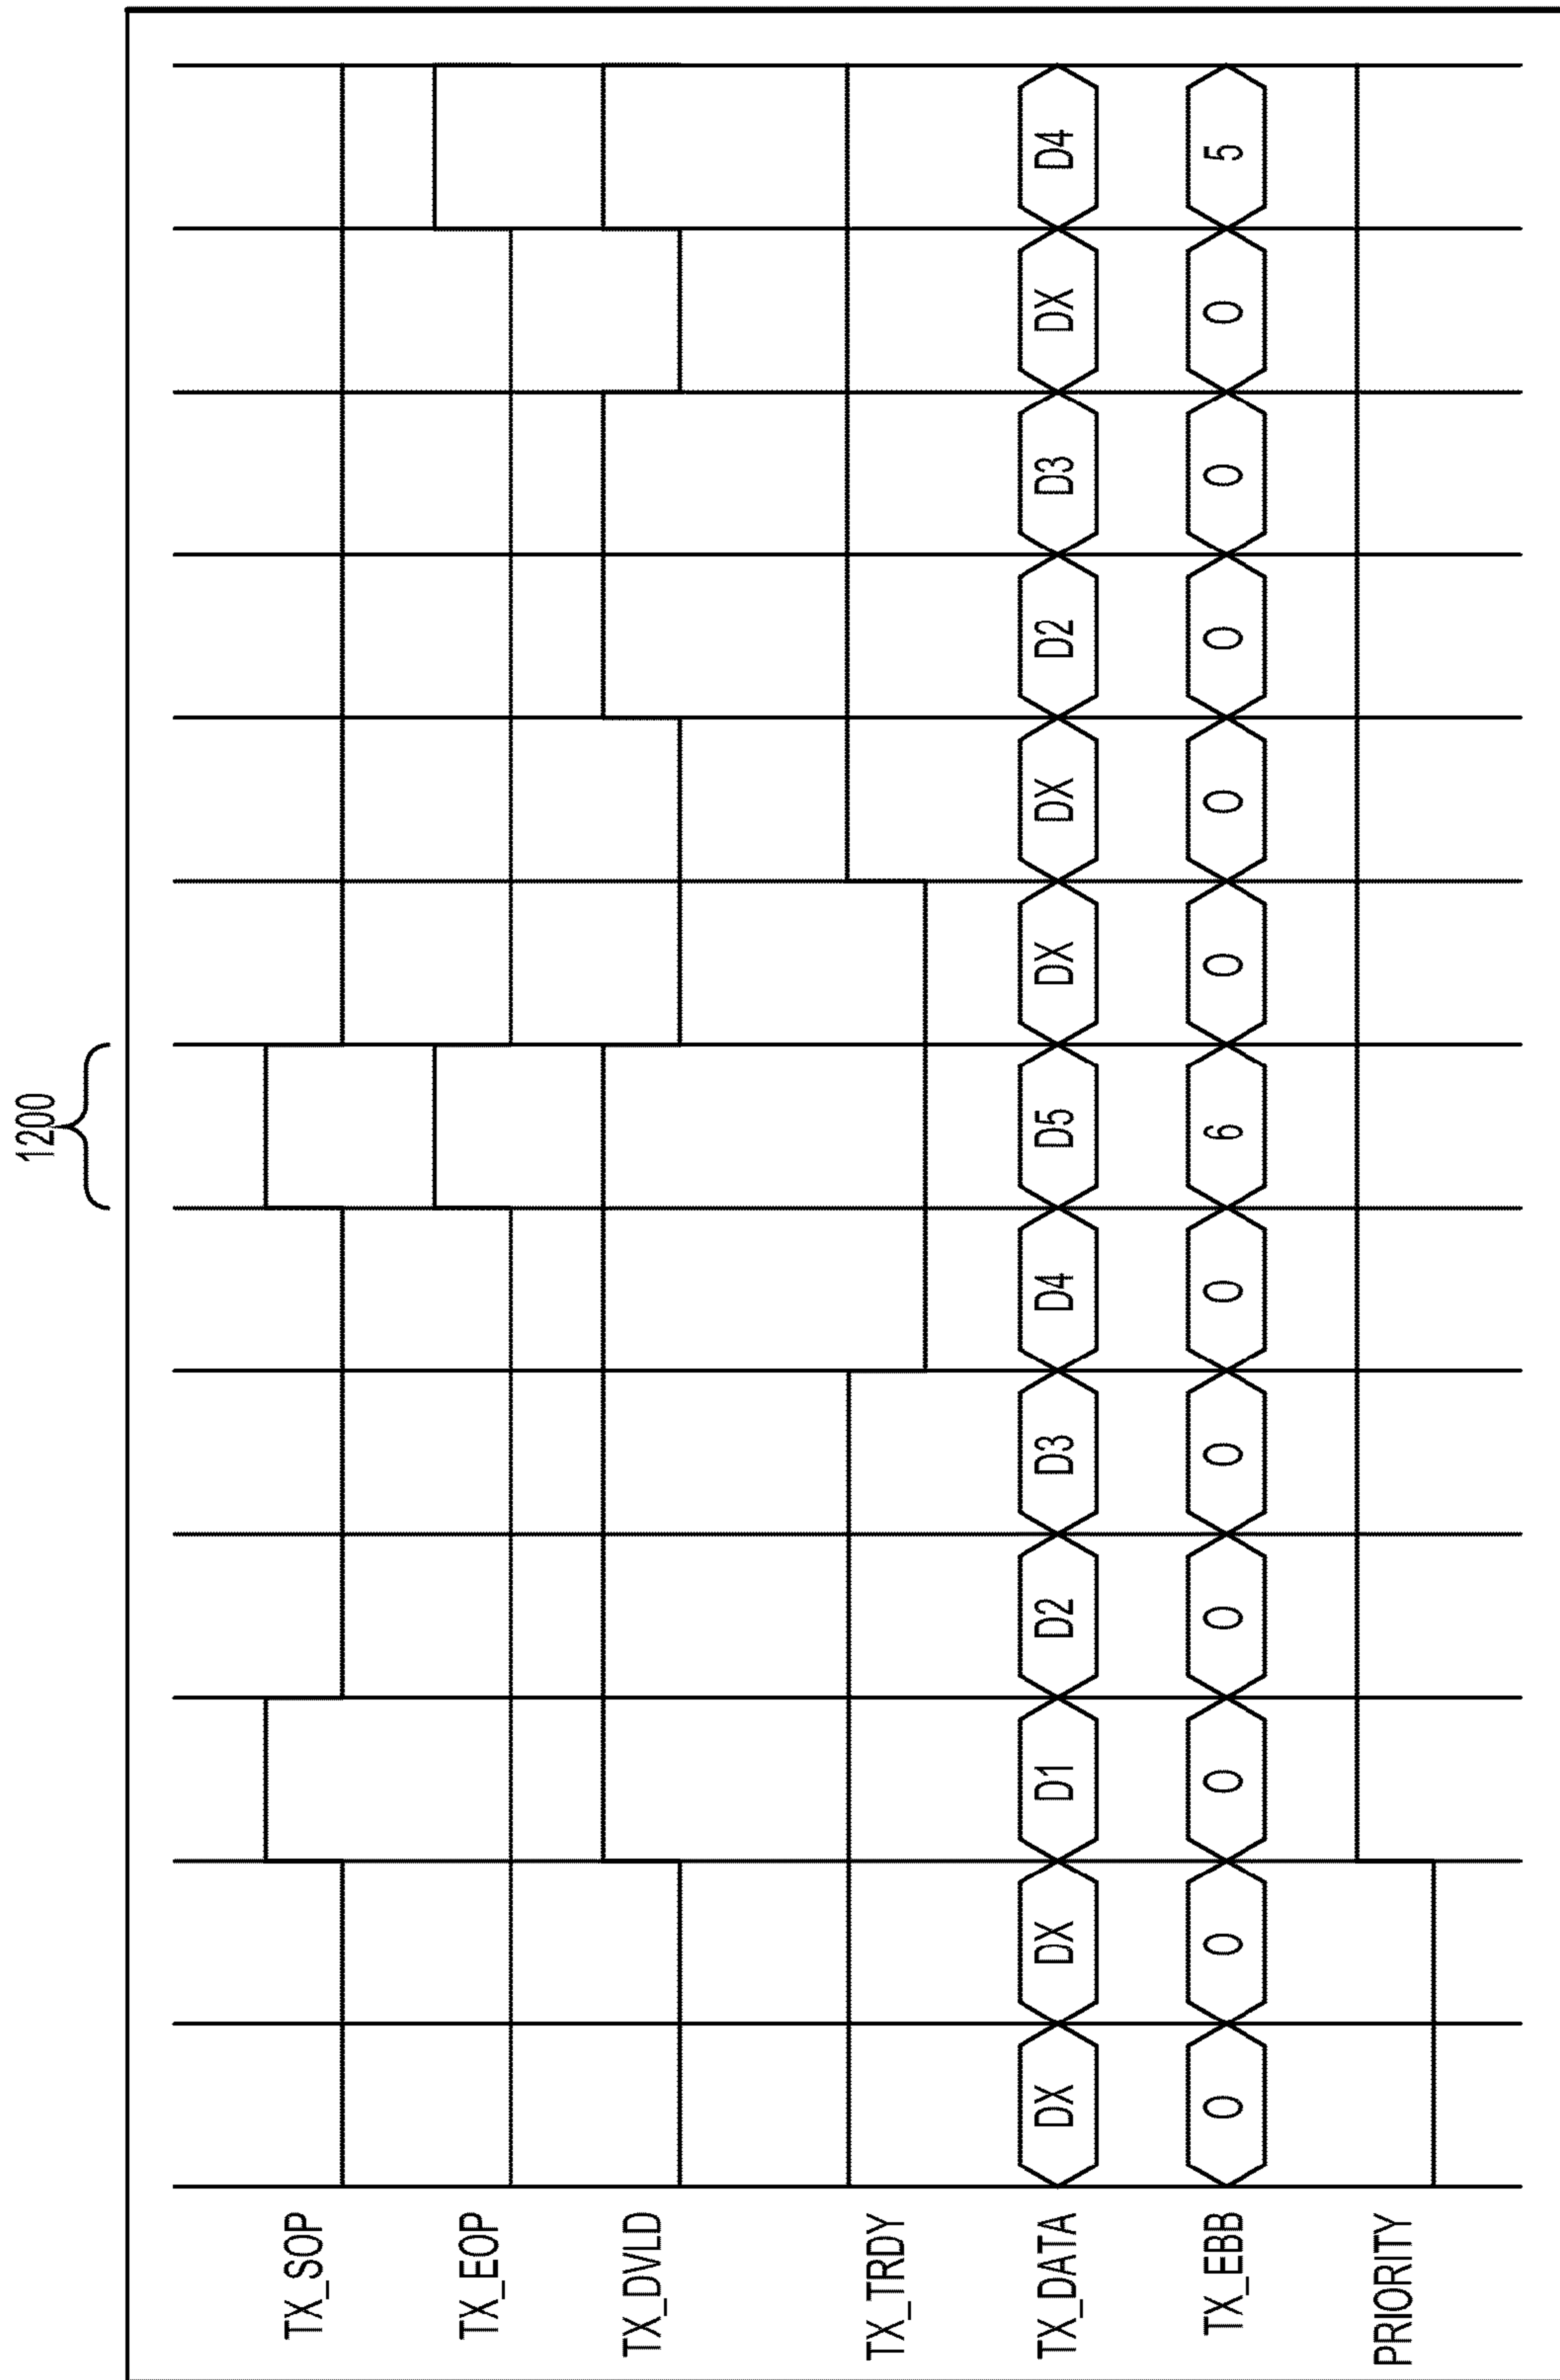 1200
TX_SOP
TX_EOP
TX_DVLD
TX_TRDY
TX_DATA DX DX D1 D2 D3 D4 D5 DX DX D2 D3 DX D4
TX_EBB 0 0 0 0 0 0 6 0 0 0 0 0 5
PRIORITY